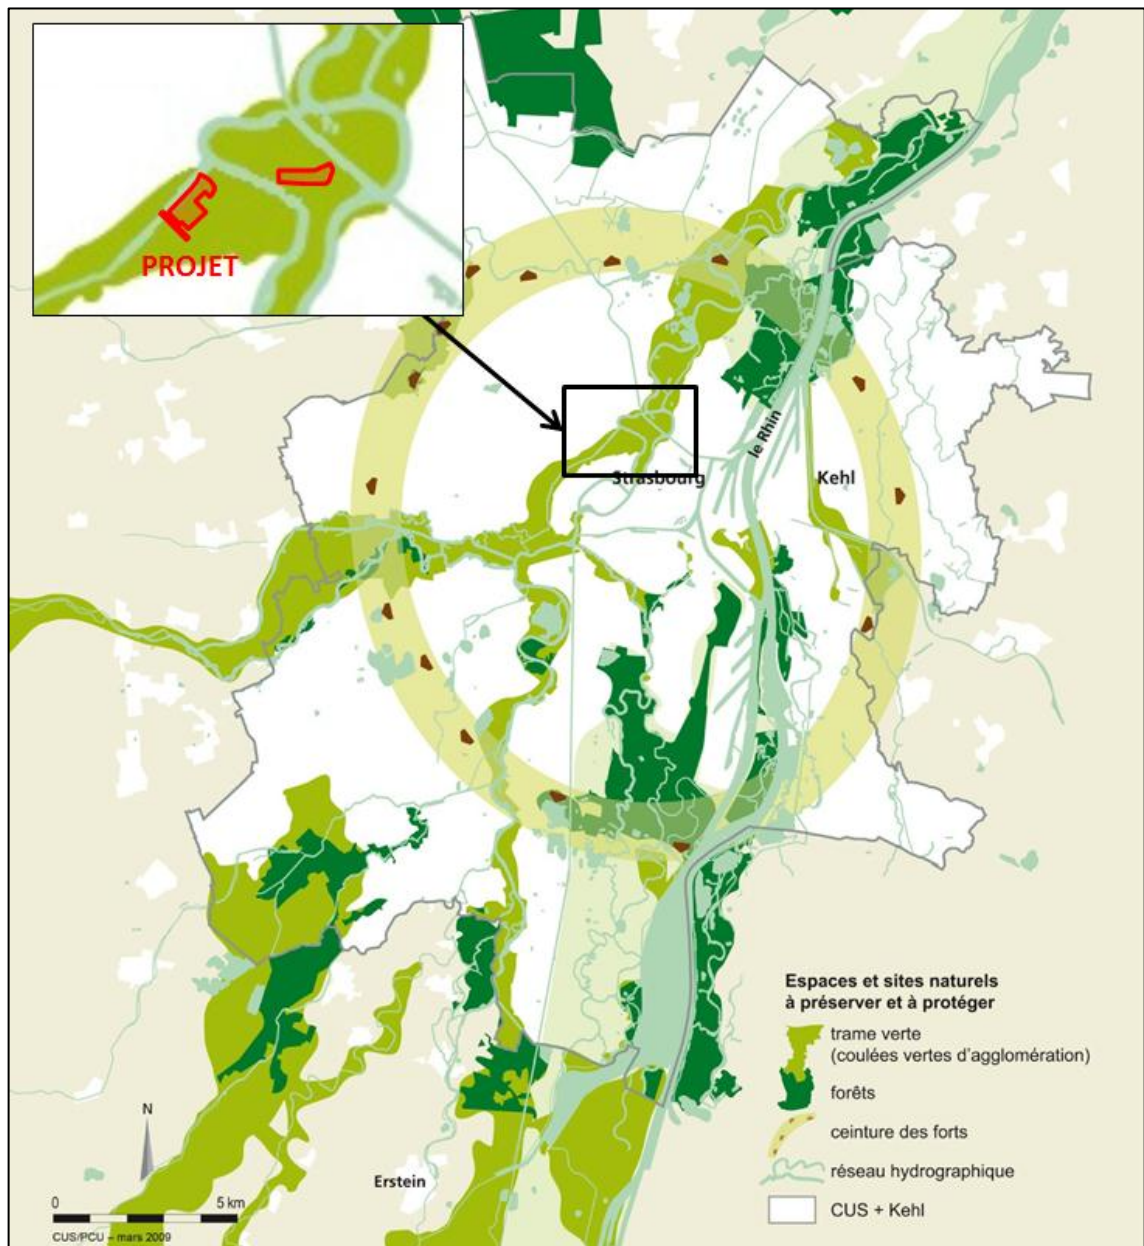 PROJET
le Rhin
Strasbourg
Kehl
Espaces et sites naturels
à préserver et à protéger
trame verte
(coulées vertes d'agglomération)
forêts
ceinture des forts
réseau hydrographique
CUS + Kehl
N
Erstein
0 5 km
CUS/PCU – mars 2009